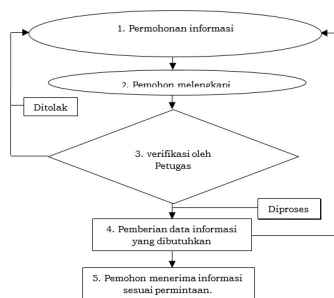 1. Permohonan informasi
2. Pemohon melengkapi
Ditolak
3. verifikasi oleh
Petugas
Diproses
4. Pemberian data informasi
yang dibutuhkan
5. Pemohon menerima informasi
sesuai permintaan.